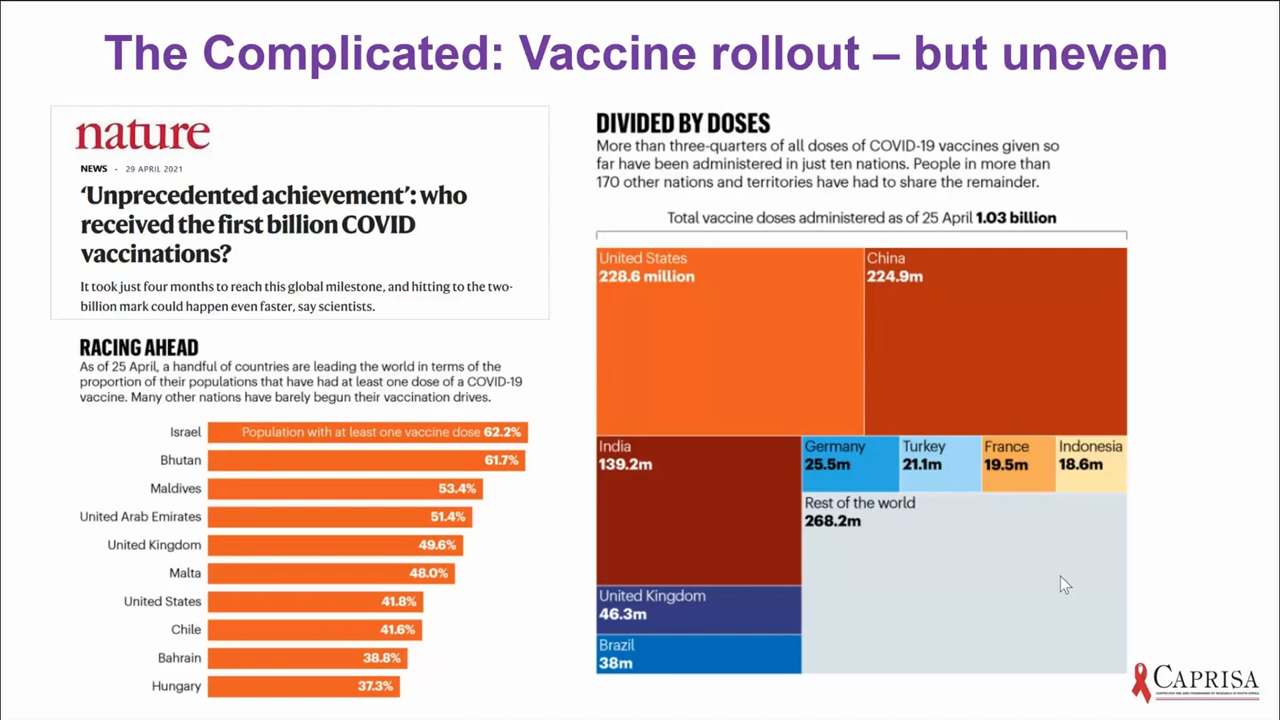 The Complicated: Vaccine rollout – but uneven
nature
NEWS · 29 APRIL 2021
‘Unprecedented achievement’: who
received the first billion COVID
vaccinations?
It took just four months to reach this global milestone, and hitting to the two-
billion mark could happen even faster, say scientists.
RACING AHEAD
As of 25 April, a handful of countries are leading the world in terms of the
proportion of their populations that have had at least one dose of a COVID-19
vaccine. Many other nations have barely begun their vaccination drives.
Israel Population with at least one vaccine dose 62.2%
Bhutan 61.7%
Maldives 53.4%
United Arab Emirates 51.4%
United Kingdom 49.6%
Malta 48.0%
United States 41.8%
Chile 41.6%
Bahrain 38.8%
Hungary 37.3%
DIVIDED BY DOSES
More than three-quarters of all doses of COVID-19 vaccines given so
far have been administered in just ten nations. People in more than
170 other nations and territories have had to share the remainder.
Total vaccine doses administered as of 25 April 1.03 billion
United States
228.6 million
China
224.9m
India
139.2m
Germany
25.5m
Turkey
21.1m
France
19.5m
Indonesia
18.6m
Rest of the world
268.2m
United Kingdom
46.3m
Brazil
38m
CAPRISA